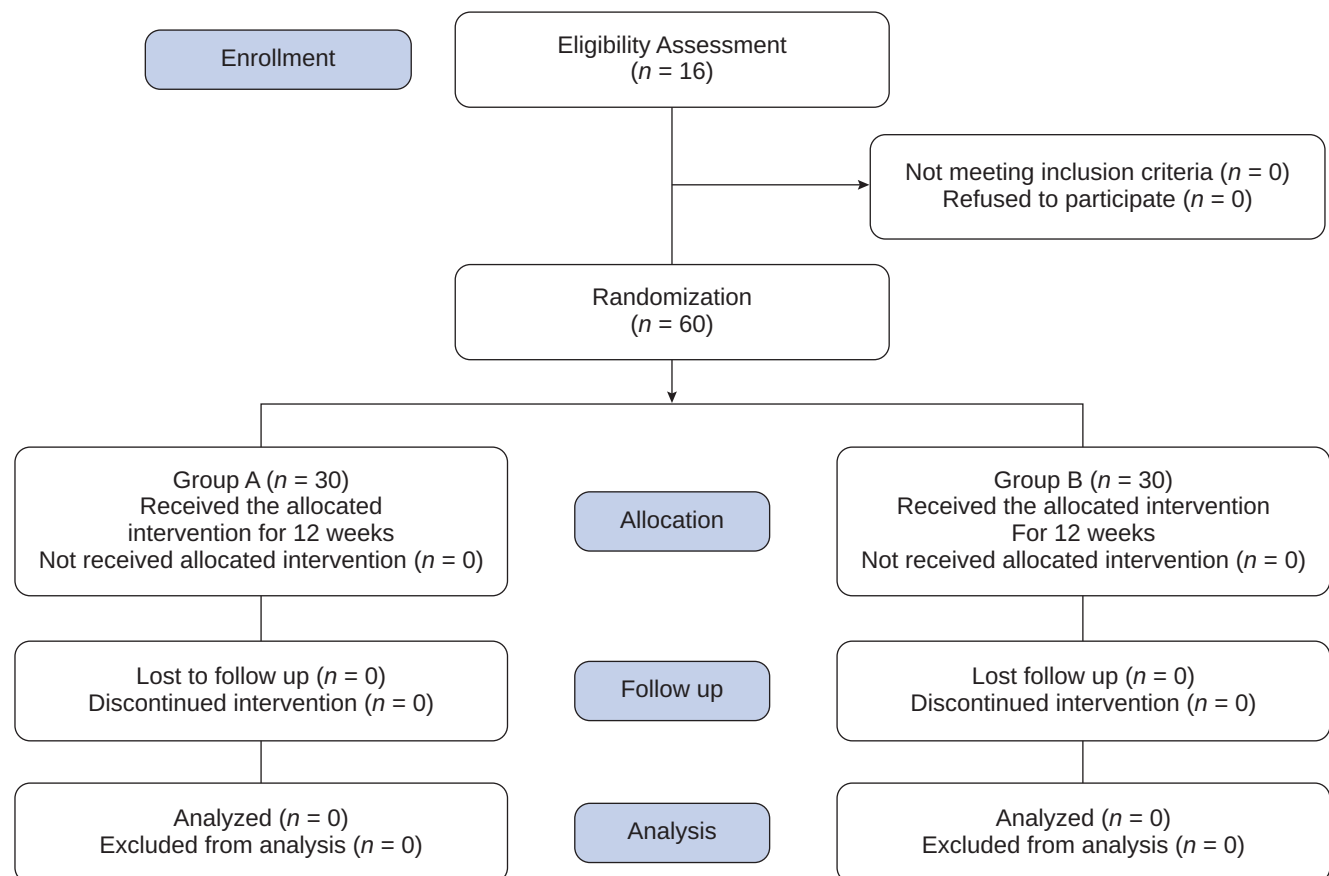 Enrollment
Eligibility Assessment
(n = 16)
Not meeting inclusion criteria (n = 0)
Refused to participate (n = 0)
Randomization
(n = 60)
Group A (n = 30)
Received the allocated
intervention for 12 weeks
Not received allocated intervention (n = 0)
Allocation
Group B (n = 30)
Received the allocated intervention
For 12 weeks
Not received allocated intervention (n = 0)
Lost to follow up (n = 0)
Discontinued intervention (n = 0)
Follow up
Lost follow up (n = 0)
Discontinued intervention (n = 0)
Analyzed (n = 0)
Excluded from analysis (n = 0)
Analysis
Analyzed (n = 0)
Excluded from analysis (n = 0)